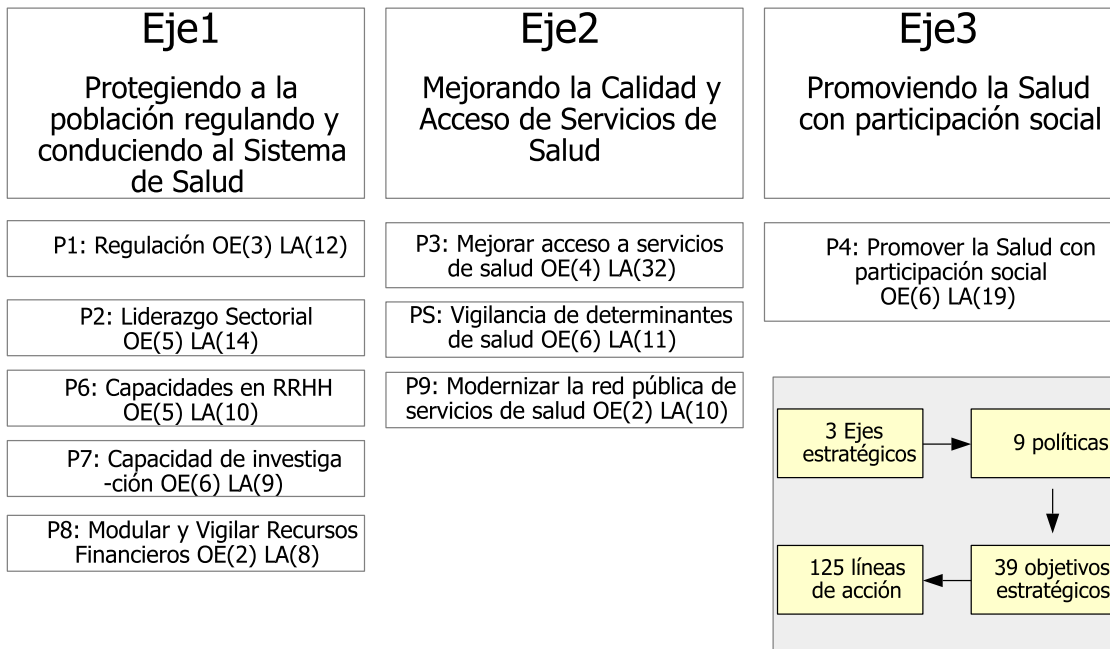 Eje1
Protegiendo a la
población regulando y
conduciendo al Sistema
de Salud
P1: Regulación OE(3) LA(12)
P2: Liderazgo Sectorial
OE(5) LA(14)
P6: Capacidades en RRHH
OE(5) LA(10)
P7: Capacidad de investiga
-ción OE(6) LA(9)
P8: Modular y Vigilar Recursos
Financieros OE(2) LA(8)
Eje2
Mejorando la Calidad y
Acceso de Servicios de
Salud
P3: Mejorar acceso a servicios
de salud OE(4) LA(32)
PS: Vigilancia de determinantes
de salud OE(6) LA(11)
P9: Modernizar la red pública de
servicios de salud OE(2) LA(10)
Eje3
Promoviendo la Salud
con participación social
P4: Promover la Salud con
participación social
OE(6) LA(19)
3 Ejes
estratégicos
9 políticas
39 objetivos
estratégicos
125 líneas
de acción